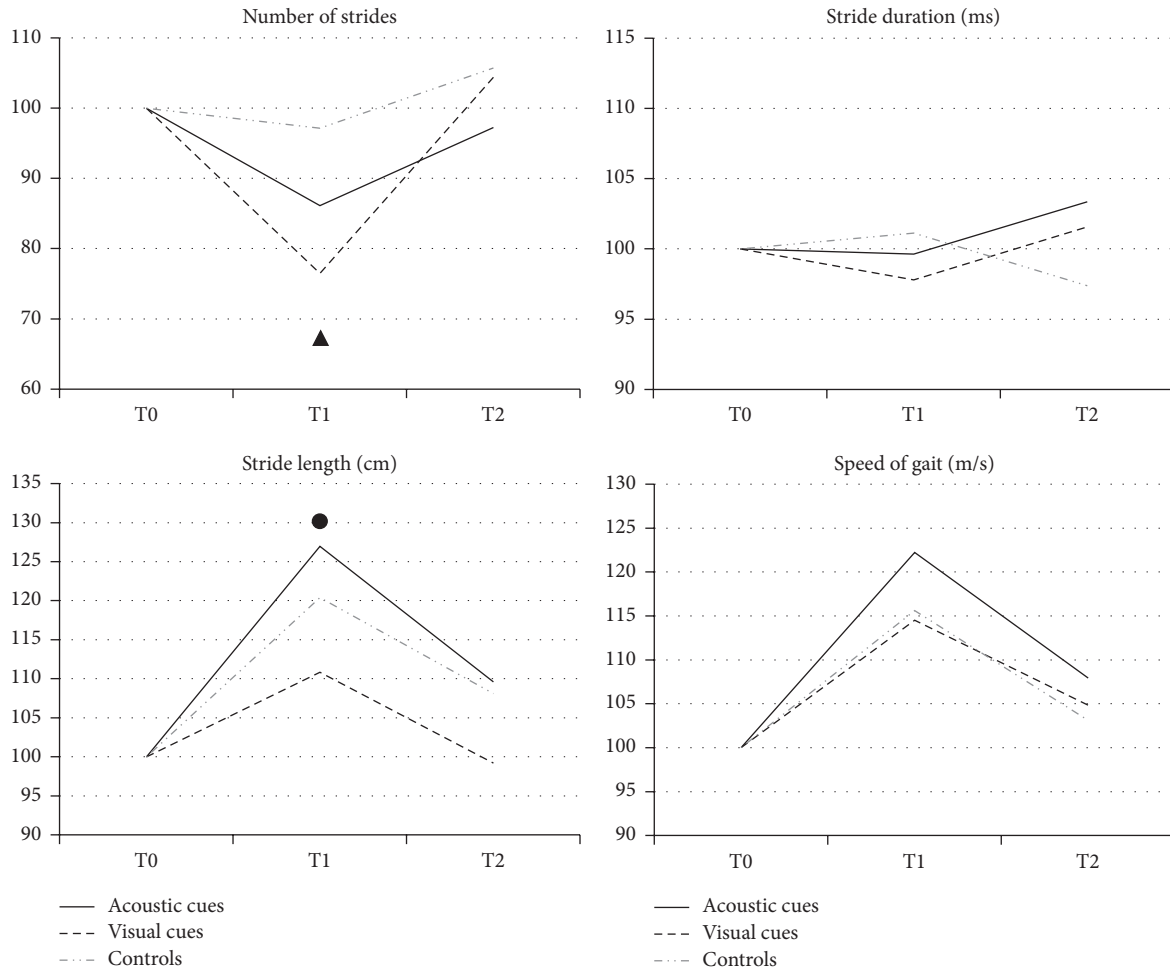 Number of strides
110
100
90
80
70
60
T0 T1 T2
Stride duration (ms)
115
110
105
100
95
90
T0 T1 T2
Stride length (cm)
135
130
125
120
115
110
105
100
95
90
T0 T1 T2
Acoustic cues
Visual cues
Controls
Speed of gait (m/s)
130
125
120
115
110
105
100
95
90
T0 T1 T2
Acoustic cues
Visual cues
Controls